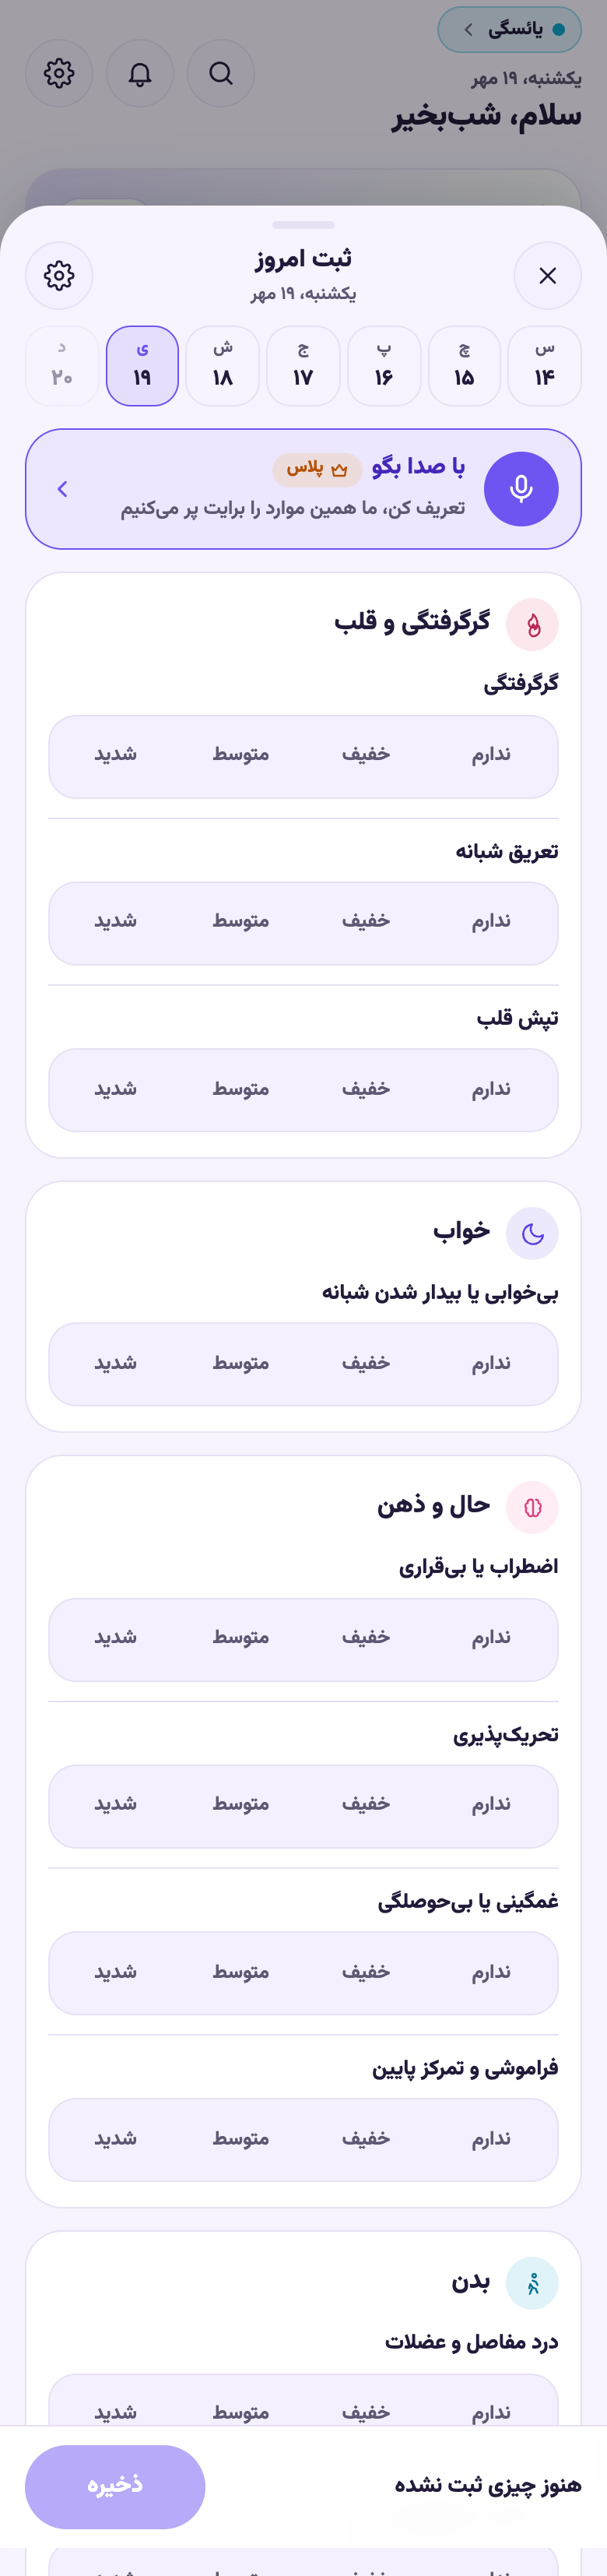 یائسگی
یکشنبه، ۱۹ مهر
سلام، شب‌بخیر
ثبت امروز
یکشنبه، ۱۹ مهر
س چ پ ج ش ی د
۱۴ ۱۵ ۱۶ ۱۷ ۱۸ ۱۹ ۲۰
با صدا بگو پلاس
تعریف کن، ما همین موارد را برایت پر می‌کنیم
گرگرفتگی و قلب
گرگرفتگی
ندارم خفیف متوسط شدید
تعریق شبانه
ندارم خفیف متوسط شدید
تپش قلب
ندارم خفیف متوسط شدید
خواب
بی‌خوابی یا بیدار شدن شبانه
ندارم خفیف متوسط شدید
حال و ذهن
اضطراب یا بی‌قراری
ندارم خفیف متوسط شدید
تحریک‌پذیری
ندارم خفیف متوسط شدید
غمگینی یا بی‌حوصلگی
ندارم خفیف متوسط شدید
فراموشی و تمرکز پایین
ندارم خفیف متوسط شدید
بدن
درد مفاصل و عضلات
ندارم خفیف متوسط شدید
هنوز چیزی ثبت نشده
ذخیره